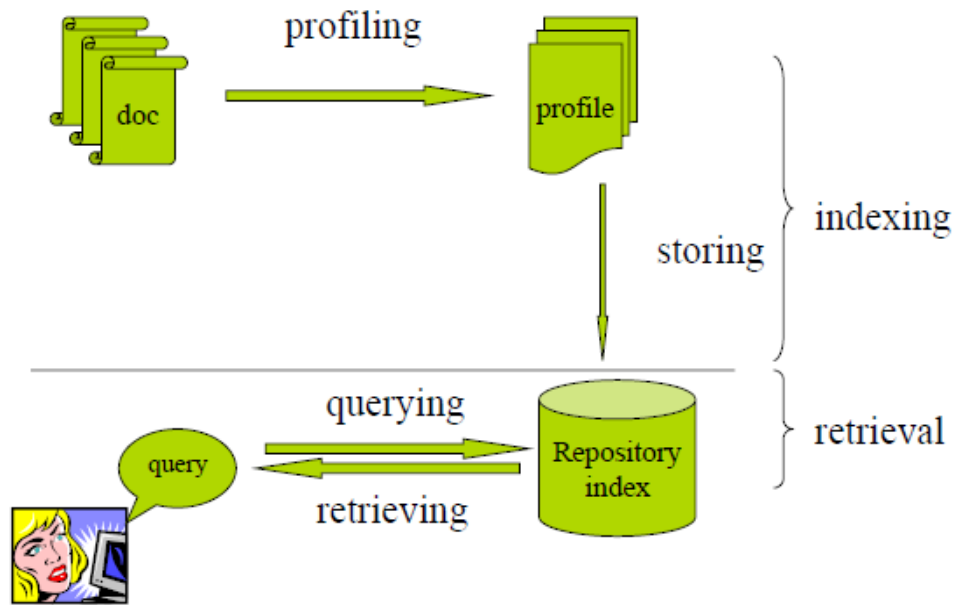 profiling
doc
profile
storing
indexing
querying
query
Repository
index
retrieving
retrieval